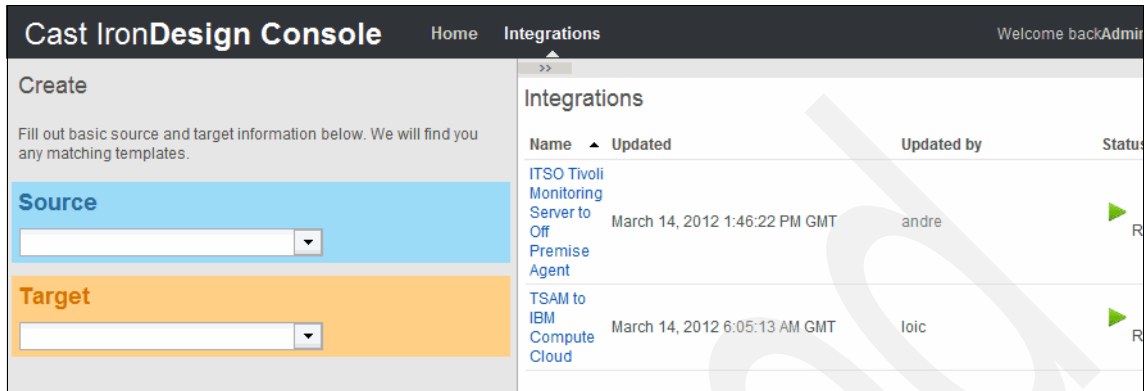 Cast IronDesign Console
Home
Integrations
Welcome backAdmin
>>
Create
Fill out basic source and target information below. We will find you
any matching templates.
Source
Target
Integrations
Name
Updated
Updated by
Status
ITSO Tivoli
Monitoring
Server to
Off
Premise
Agent
March 14, 2012 1:46:22 PM GMT
andre
R
TSAM to
IBM
Compute
Cloud
March 14, 2012 6:05:13 AM GMT
loic
R